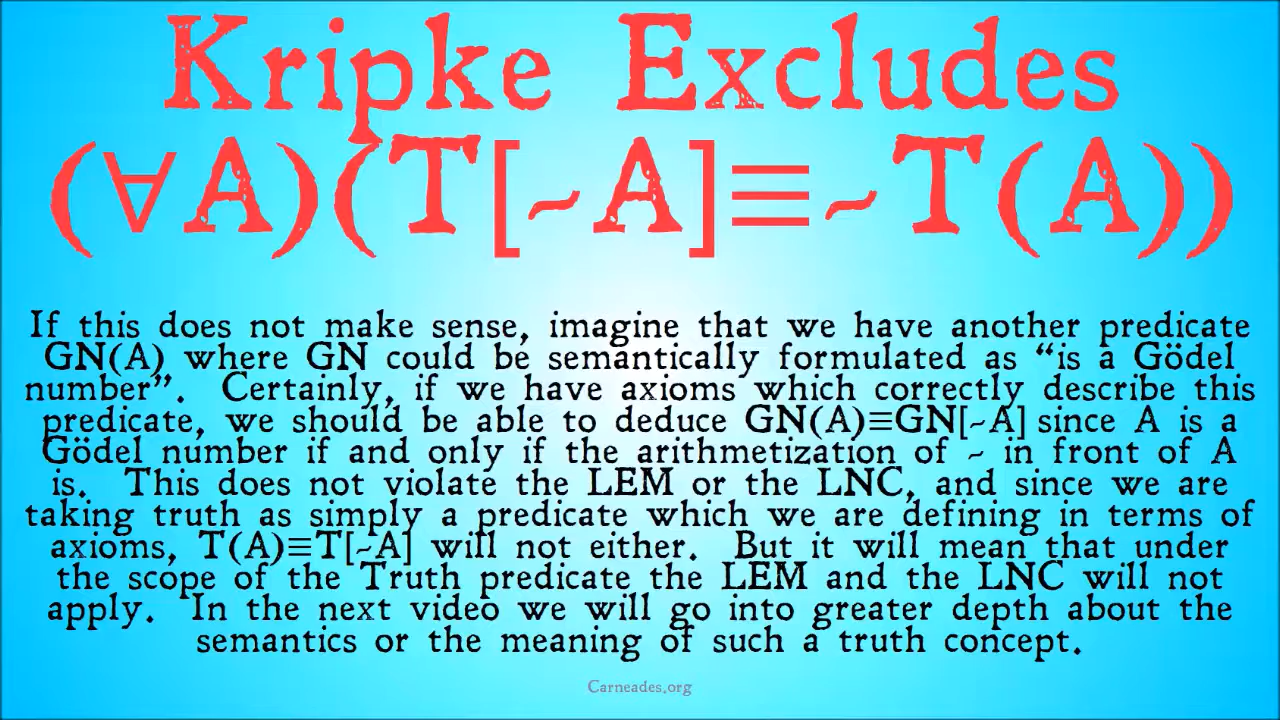 Kripke Excludes
(∀A)(T[~A]≡~T(A))
If this does not make sense, imagine that we have another predicate
GN(A) where GN could be semantically formulated as “is a Gödel
number”. Certainly, if we have axioms which correctly describe this
predicate, we should be able to deduce GN(A)≡GN[~A] since A is a
Gödel number if and only if the arithmetization of ~ in front of A
is. This does not violate the LEM or the LNC, and since we are
taking truth as simply a predicate which we are defining in terms of
axioms, T(A)≡T[~A] will not either. But it will mean that under
the scope of the Truth predicate the LEM and the LNC will not
apply. In the next video we will go into greater depth about the
semantics or the meaning of such a truth concept.
Carneades.org